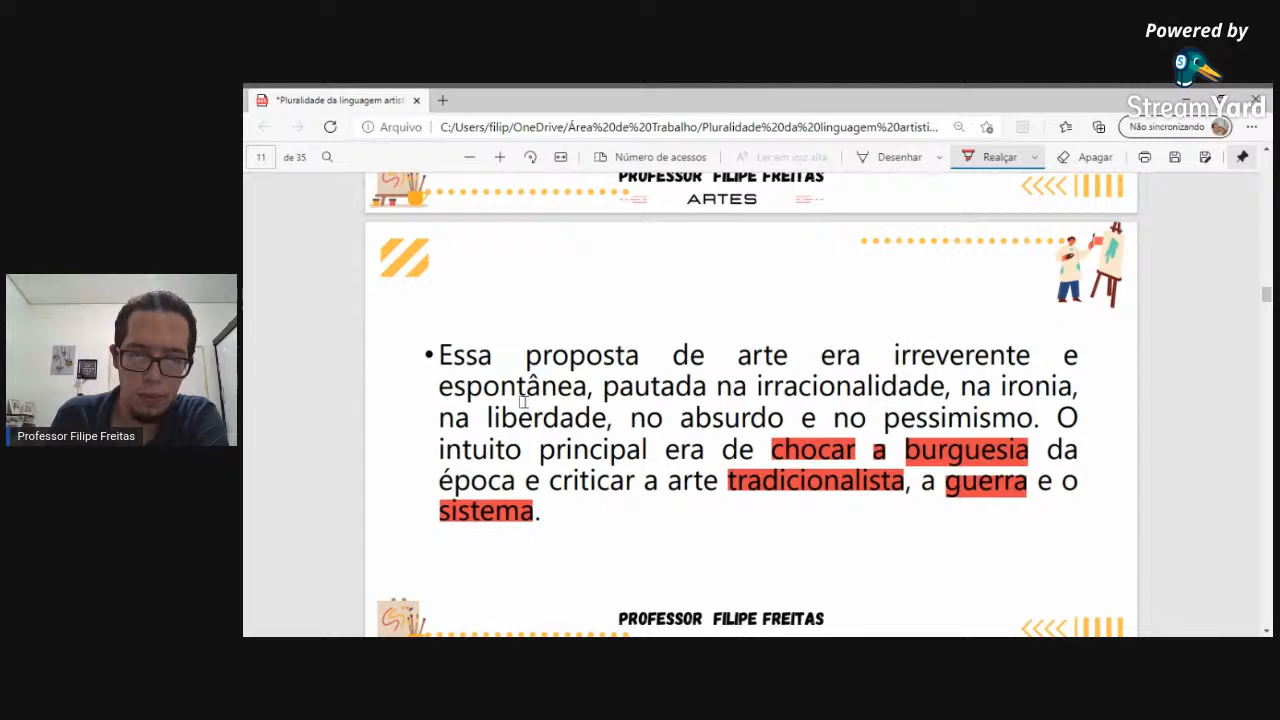 Powered by
StreamYard
*Pluralidade da linguagem artist
Arquivo
C:/Users/filip/OneDrive/Área%20de%20Trabalho/Pluralidade%20da%20linguagem%20artisti...
Não sincronizando
11 de 35
Número de acessos
Ler em voz alta
Desenhar
Realçar
Apagar
PROFESSOR FILIPE FREITAS
ARTES
• Essa proposta de arte era irreverente e
espontânea, pautada na irracionalidade, na ironia,
na liberdade, no absurdo e no pessimismo. O
intuito principal era de chocar a burguesia da
época e criticar a arte tradicionalista, a guerra e o
sistema.
PROFESSOR FILIPE FREITAS
Professor Filipe Freitas